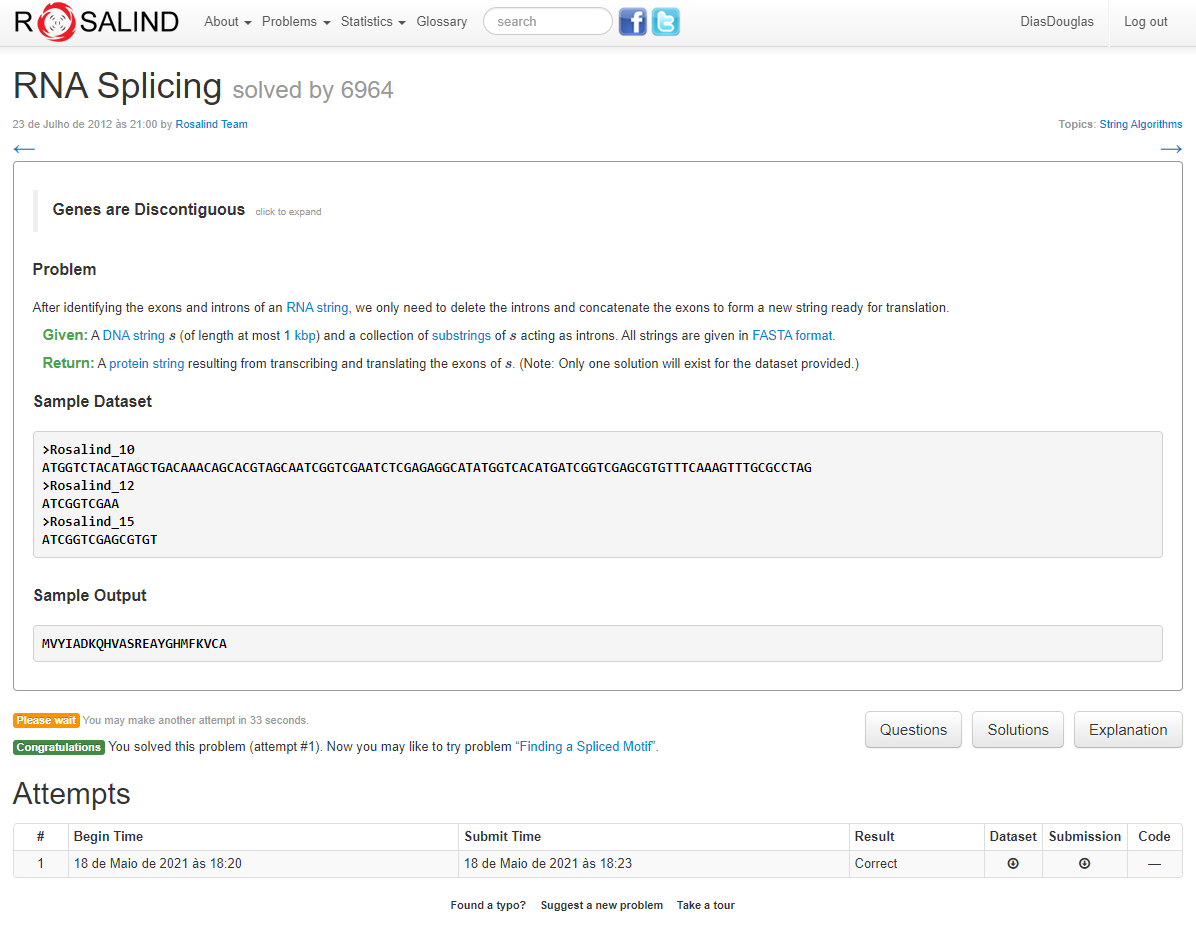 ROSALIND About Problems Statistics Glossary search DiasDouglas Log out
RNA Splicing solved by 6964
23 de Julho de 2012 às 21:00 by Rosalind Team Topics: String Algorithms
← →
Genes are Discontiguous click to expand
Problem
After identifying the exons and introns of an RNA string, we only need to delete the introns and concatenate the exons to form a new string ready for translation.
Given: A DNA string s (of length at most 1 kbp) and a collection of substrings of s acting as introns. All strings are given in FASTA format.
Return: A protein string resulting from transcribing and translating the exons of s. (Note: Only one solution will exist for the dataset provided.)
Sample Dataset
>Rosalind_10
ATGGTCTACATAGCTGACAAACAGCACGTAGCAATCGGTCGAATCTCGAGAGGCATATGGTCACATGATCGGTCGAGCGTGTTTCAAAGTTTGCGCCTAG
>Rosalind_12
ATCGGTCGAA
>Rosalind_15
ATCGGTCGAGCGTGT
Sample Output
MVYIADKQHVASREAYGHMFKVCA
Please wait You may make another attempt in 33 seconds.
Congratulations You solved this problem (attempt #1). Now you may like to try problem “Finding a Spliced Motif”.
Questions Solutions Explanation
Attempts
# Begin Time Submit Time Result Dataset Submission Code
1 18 de Maio de 2021 às 18:20 18 de Maio de 2021 às 18:23 Correct —
Found a typo? Suggest a new problem Take a tour